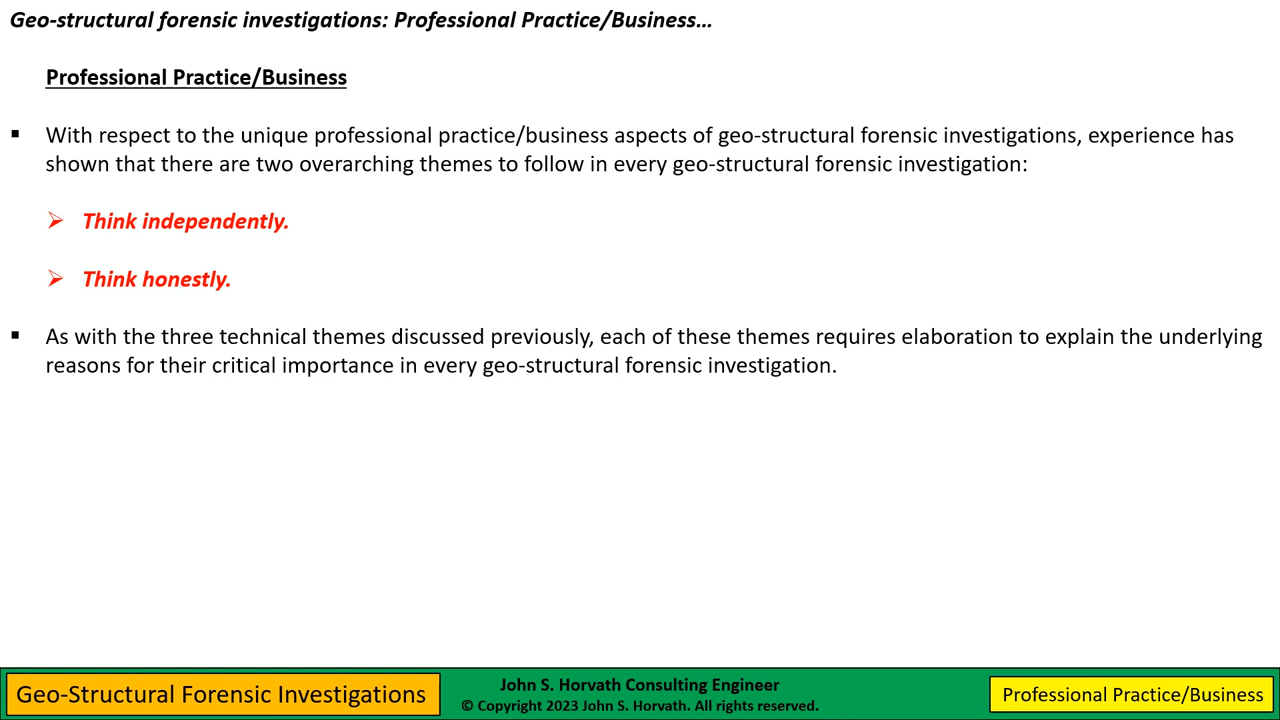 Geo-structural forensic investigations: Professional Practice/Business…
Professional Practice/Business
▪ With respect to the unique professional practice/business aspects of geo-structural forensic investigations, experience has
shown that there are two overarching themes to follow in every geo-structural forensic investigation:
➢ Think independently.
➢ Think honestly.
▪ As with the three technical themes discussed previously, each of these themes requires elaboration to explain the underlying
reasons for their critical importance in every geo-structural forensic investigation.
Geo-Structural Forensic Investigations
John S. Horvath Consulting Engineer
© Copyright 2023 John S. Horvath. All rights reserved.
Professional Practice/Business